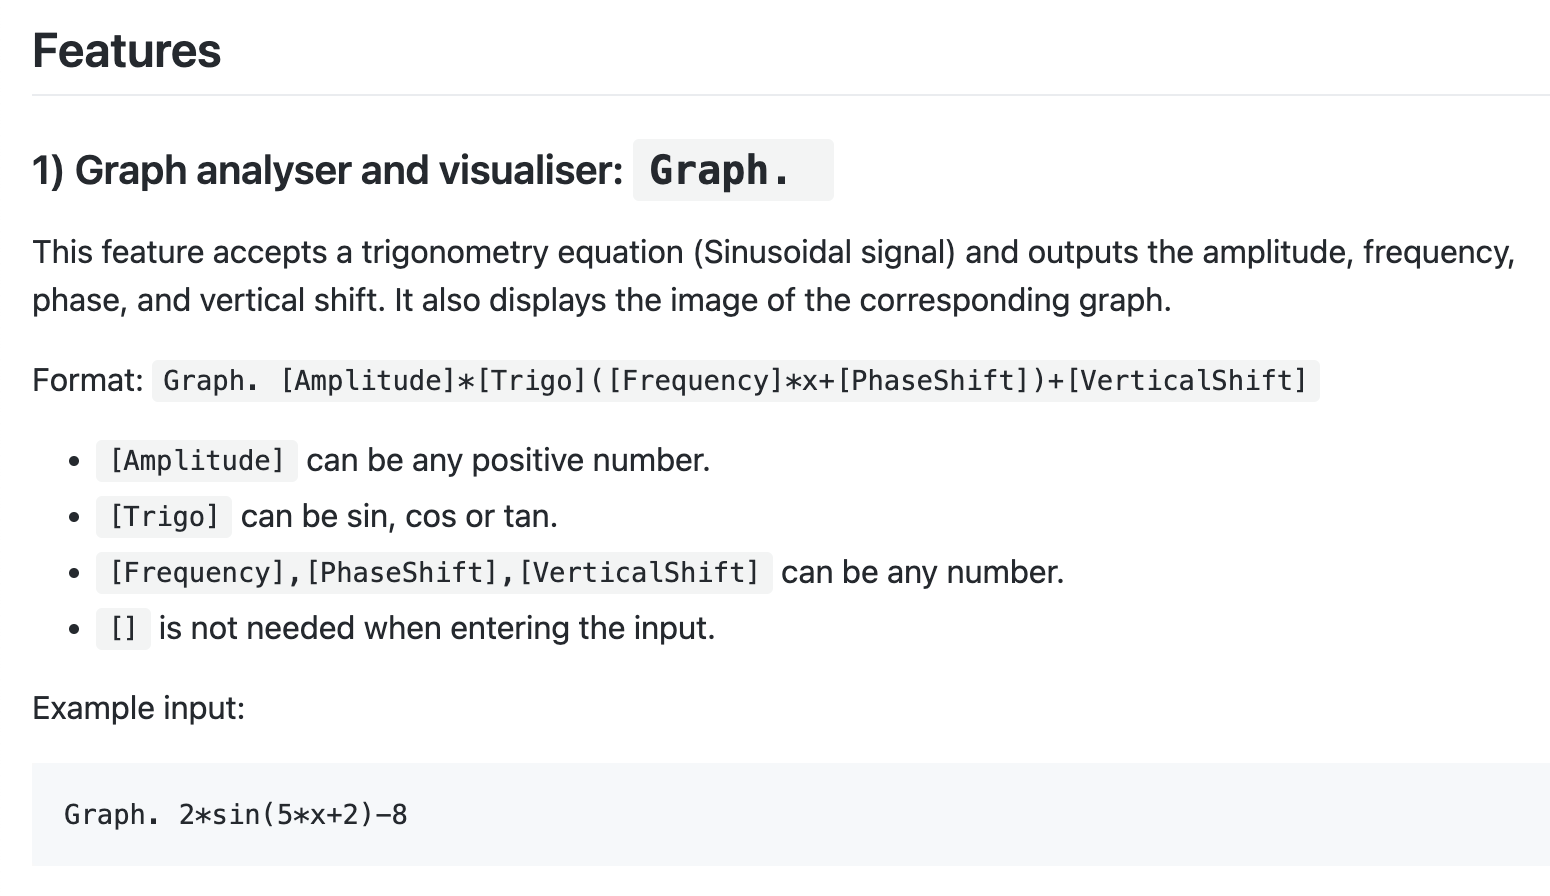 Features
1) Graph analyser and visualiser: Graph.
This feature accepts a trigonometry equation (Sinusoidal signal) and outputs the amplitude, frequency,
phase, and vertical shift. It also displays the image of the corresponding graph.
Format: Graph. [Amplitude]*[Trigo]([Frequency]*x+[PhaseShift])+[VerticalShift]
• [Amplitude] can be any positive number.
• [Trigo] can be sin, cos or tan.
• [Frequency],[PhaseShift],[VerticalShift] can be any number.
• [] is not needed when entering the input.
Example input:
Graph. 2*sin(5*x+2)-8